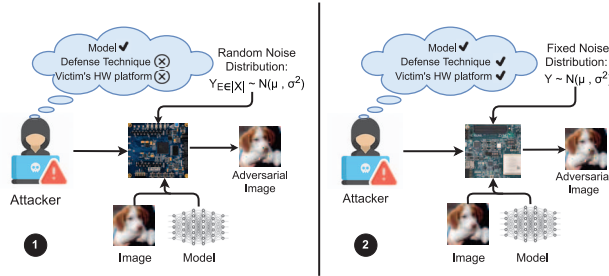 Model ✔
Defense Technique ⓧ
Victim's HW platform ⓧ
Random Noise
Distribution:
Y_E∈|X| ~ N(μ , σ²)
Attacker
Adversarial
Image
Image
Model
1
Model ✔
Defense Technique ✔
Victim's HW platform ✔
Fixed Noise
Distribution:
Y ~ N(μ, σ²)
Attacker
Adversarial
Image
Image
Model
2